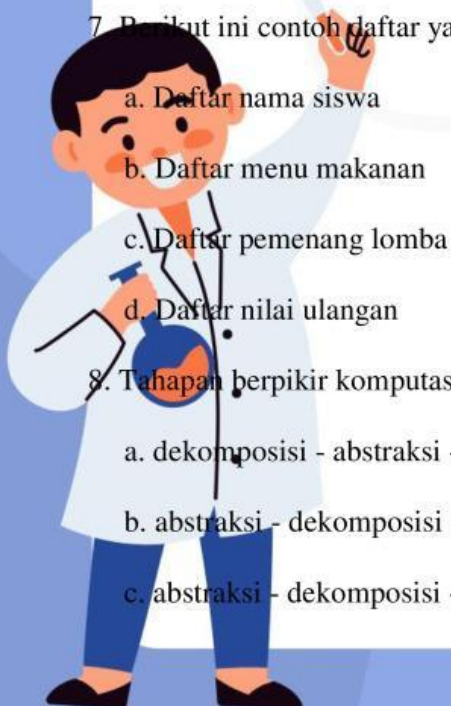 7. Berikut ini contoh daftar ya
a. Daftar nama siswa
b. Daftar menu makanan
c. Daftar pemenang lomba
d. Daftar nilai ulangan
8. Tahapan berpikir komputas
a. dekomposisi - abstraksi -
b. abstraksi - dekomposisi
c. abstraksi - dekomposisi -